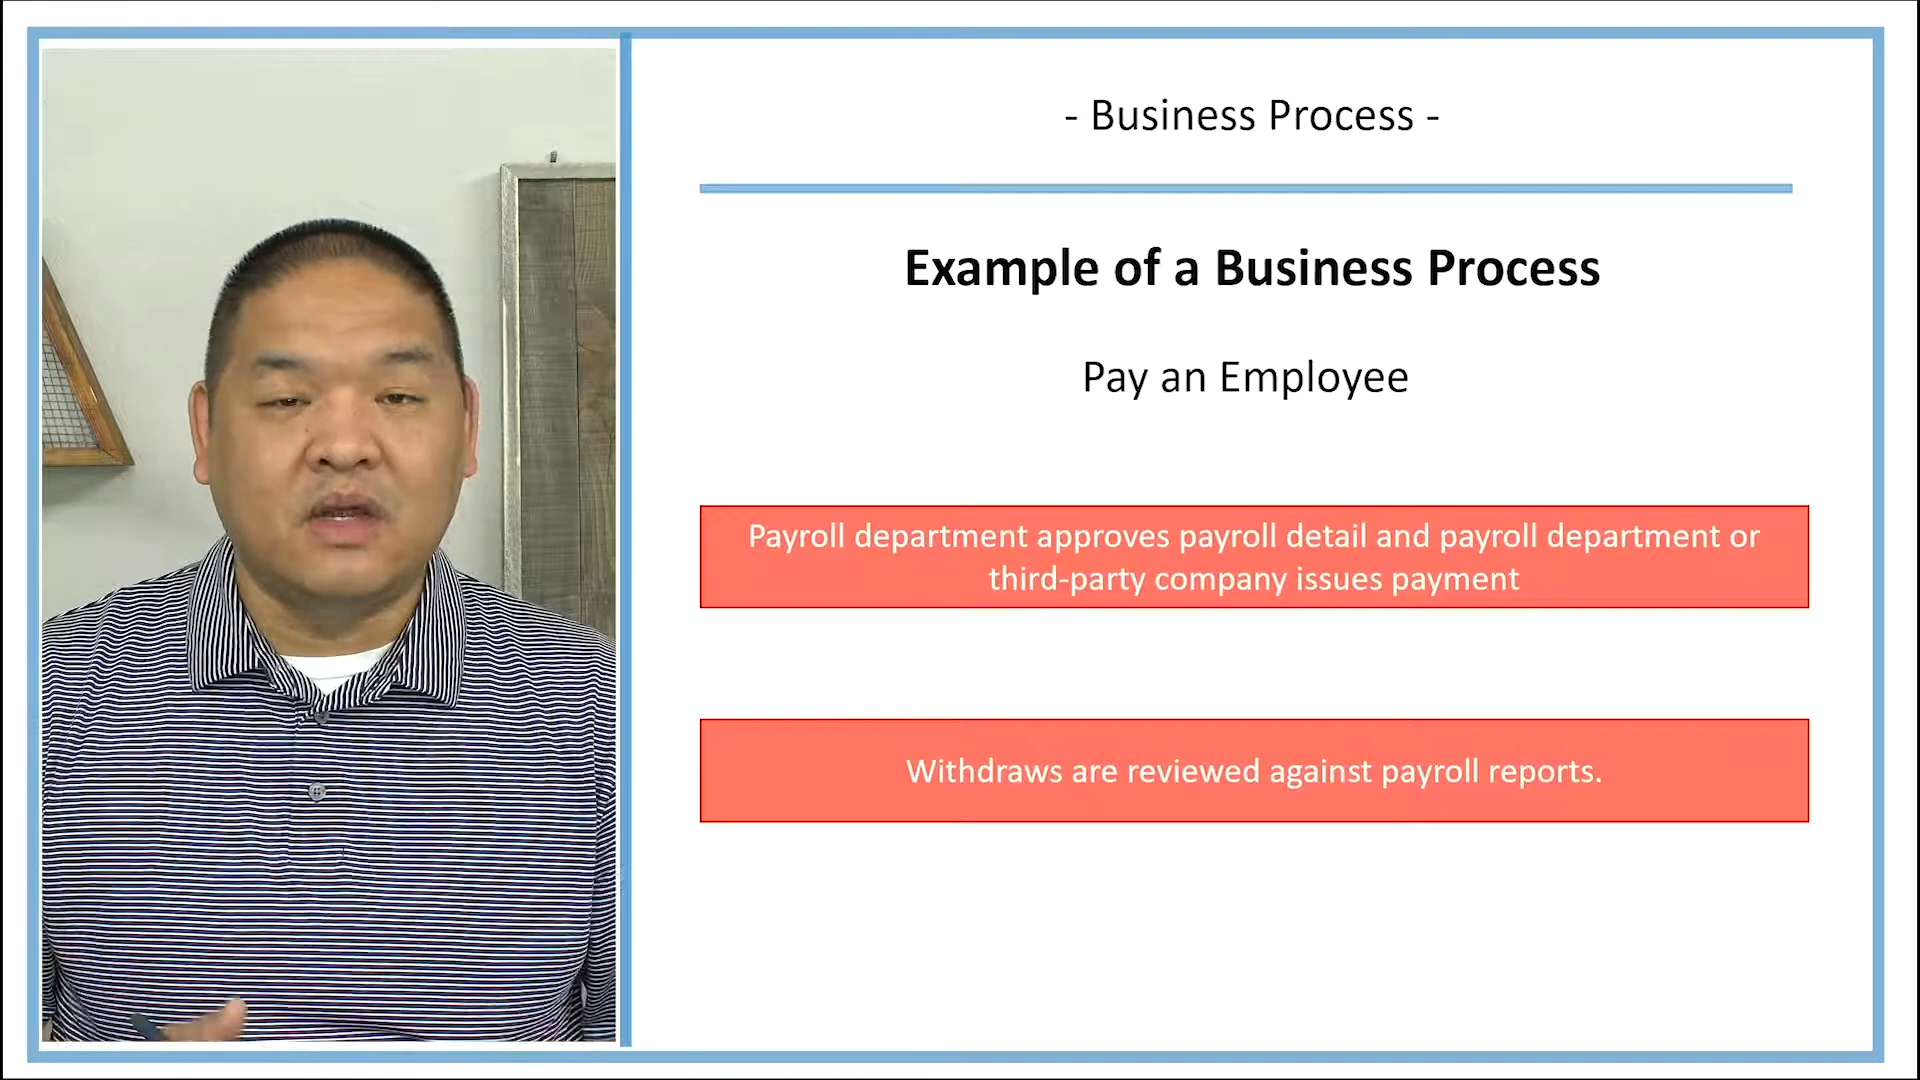 - Business Process -
Example of a Business Process
Pay an Employee
Payroll department approves payroll detail and payroll department or
third-party company issues payment
Withdraws are reviewed against payroll reports.